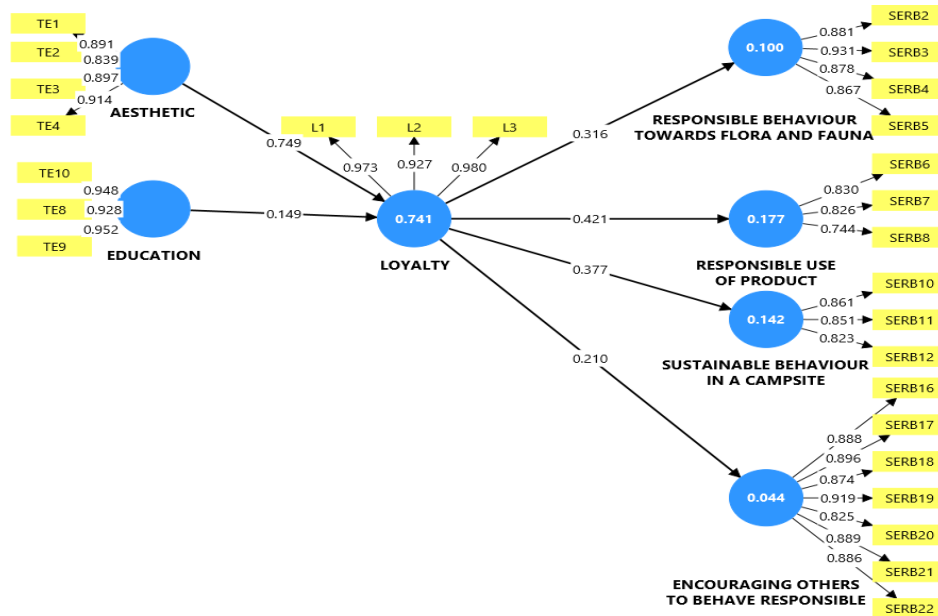 TE1
TE2
TE3
TE4
0.891
0.839
0.897
0.914
AESTHETIC
TE10
TE8
TE9
0.948
0.928
0.952
EDUCATION
0.749
0.149
L1
L2
L3
0.973
0.927
0.980
0.741
LOYALTY
0.316
0.421
0.377
0.210
0.100
RESPONSIBLE BEHAVIOUR
TOWARDS FLORA AND FAUNA
0.881
0.931
0.878
0.867
SERB2
SERB3
SERB4
SERB5
0.177
RESPONSIBLE USE
OF PRODUCT
0.830
0.826
0.744
SERB6
SERB7
SERB8
0.142
SUSTAINABLE BEHAVIOUR
IN A CAMPSITE
0.861
0.851
0.823
SERB10
SERB11
SERB12
0.044
ENCOURAGING OTHERS
TO BEHAVE RESPONSIBLE
0.888
0.896
0.874
0.919
0.825
0.889
0.886
SERB16
SERB17
SERB18
SERB19
SERB20
SERB21
SERB22